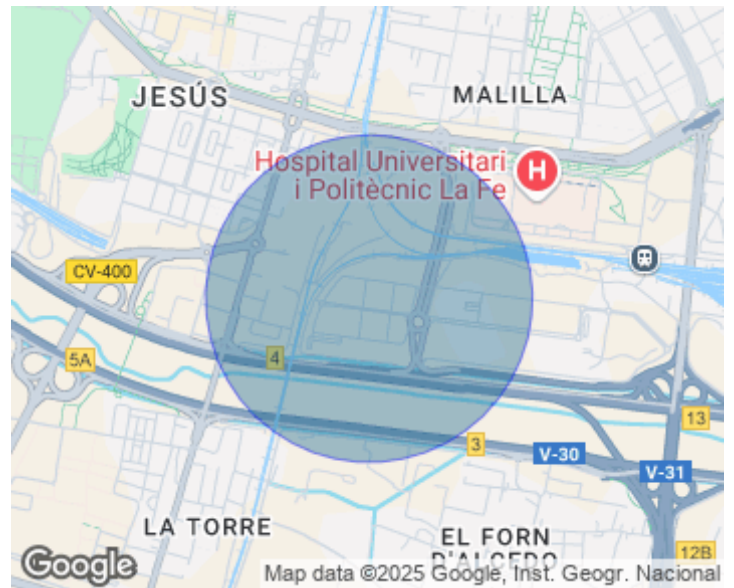 JESÚS
MALILLA
Hospital Universitari
i Politècnic La Fe
H
CV-400
5A
4
13
3
V-30
V-31
LA TORRE
EL FORN
D'ALCEDO
12B
Google
Map data ©2025 Google, Inst. Geogr. Nacional